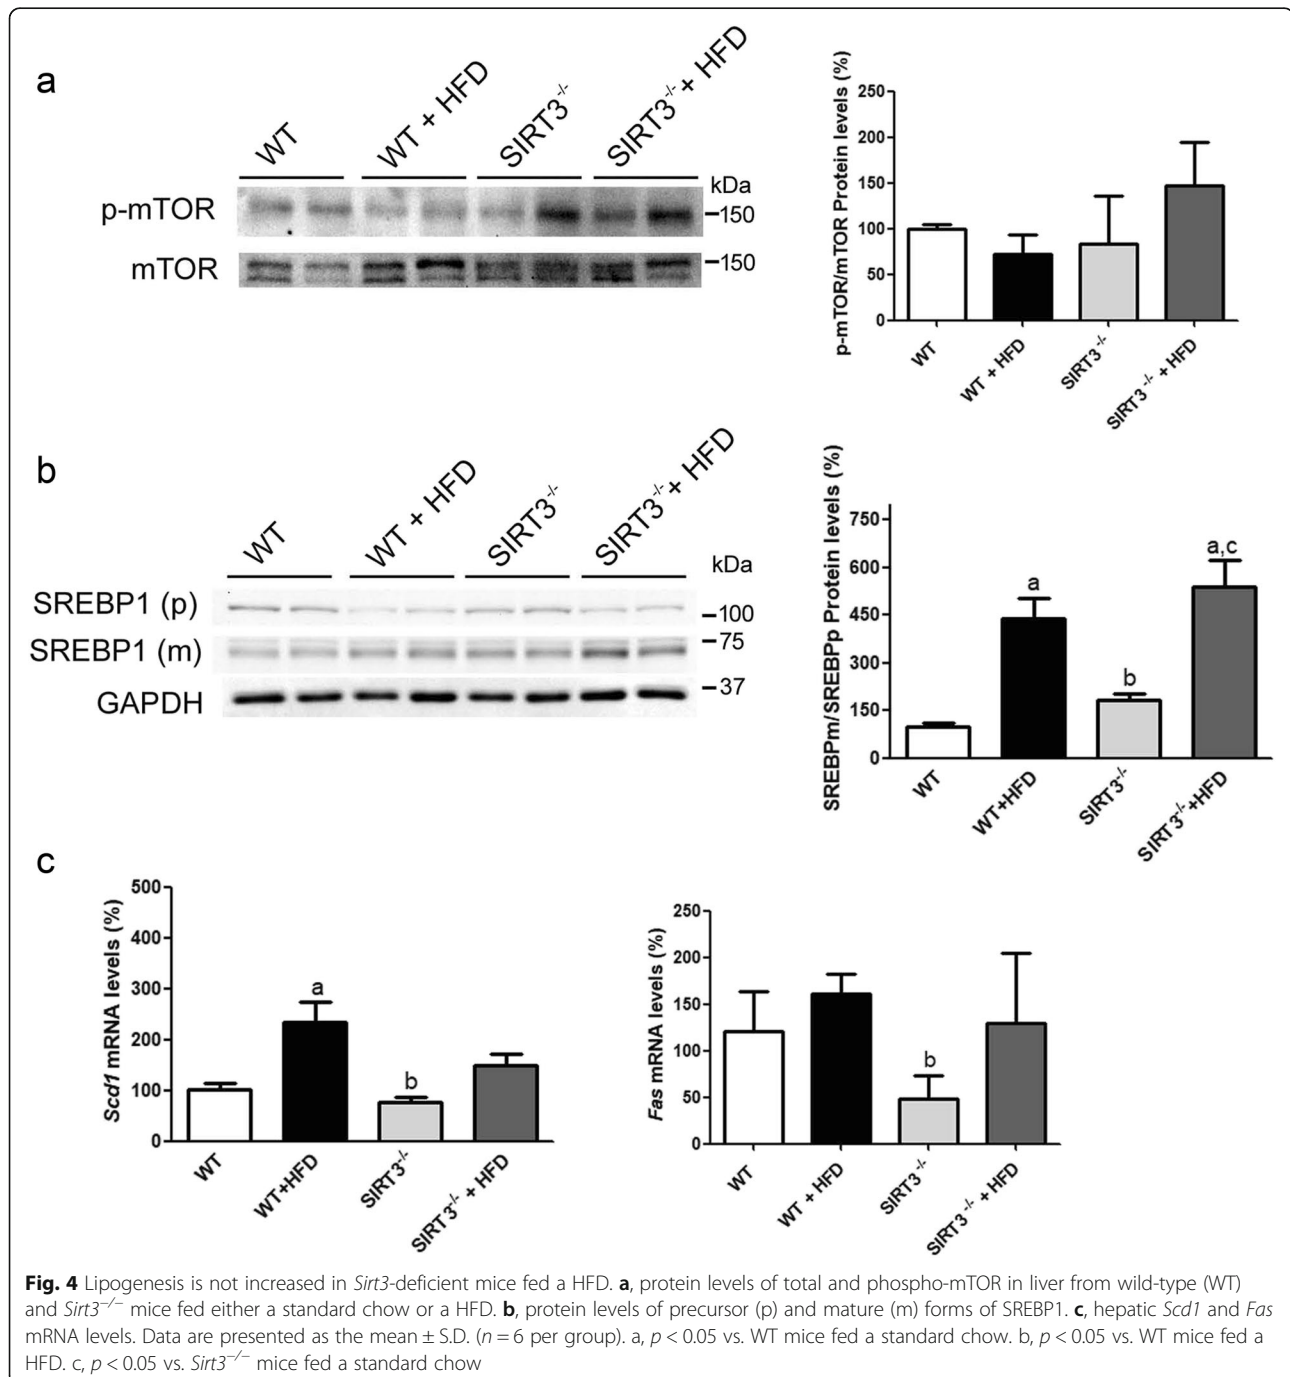 a
WT
WT + HFD
SIRT3-/-
SIRT3-/- + HFD
kDa
p-mTOR
150
mTOR
150
p-mTOR/mTOR Protein levels (%)
250
200
150
100
50
0
WT
WT + HFD
SIRT3-/-
SIRT3-/- + HFD
b
WT
WT + HFD
SIRT3-/-
SIRT3-/- + HFD
kDa
SREBP1 (p)
100
SREBP1 (m)
75
GAPDH
37
SREBPm/SREBPp Protein levels (%)
750
600
450
300
150
0
a
b
a,c
WT
WT+HFD
SIRT3-/-
SIRT3-/-+HFD
c
Scd1 mRNA levels (%)
500
400
300
200
100
0
a
b
WT
WT+HFD
SIRT3-/-
SIRT3-/- + HFD
Fas mRNA levels (%)
250
200
150
100
50
0
b
WT
WT + HFD
SIRT3-/-
SIRT3-/- + HFD
Fig. 4 Lipogenesis is not increased in Sirt3-deficient mice fed a HFD. a, protein levels of total and phospho-mTOR in liver from wild-type (WT)
and Sirt3−/− mice fed either a standard chow or a HFD. b, protein levels of precursor (p) and mature (m) forms of SREBP1. c, hepatic Scd1 and Fas
mRNA levels. Data are presented as the mean ± S.D. (n = 6 per group). a, p < 0.05 vs. WT mice fed a standard chow. b, p < 0.05 vs. WT mice fed a
HFD. c, p < 0.05 vs. Sirt3−/− mice fed a standard chow